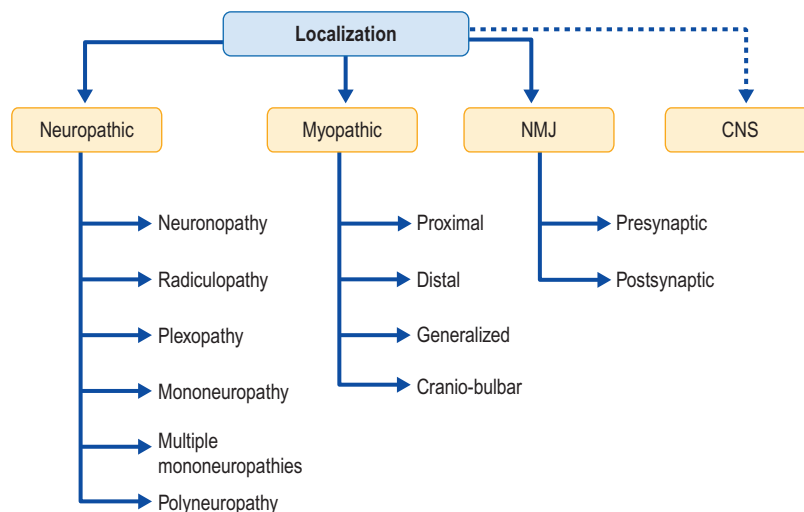 Localization
Neuropathic
Myopathic
NMJ
CNS
Neuronopathy
Radiculopathy
Plexopathy
Mononeuropathy
Multiple
mononeuropathies
Polyneuropathy
Proximal
Distal
Generalized
Cranio-bulbar
Presynaptic
Postsynaptic